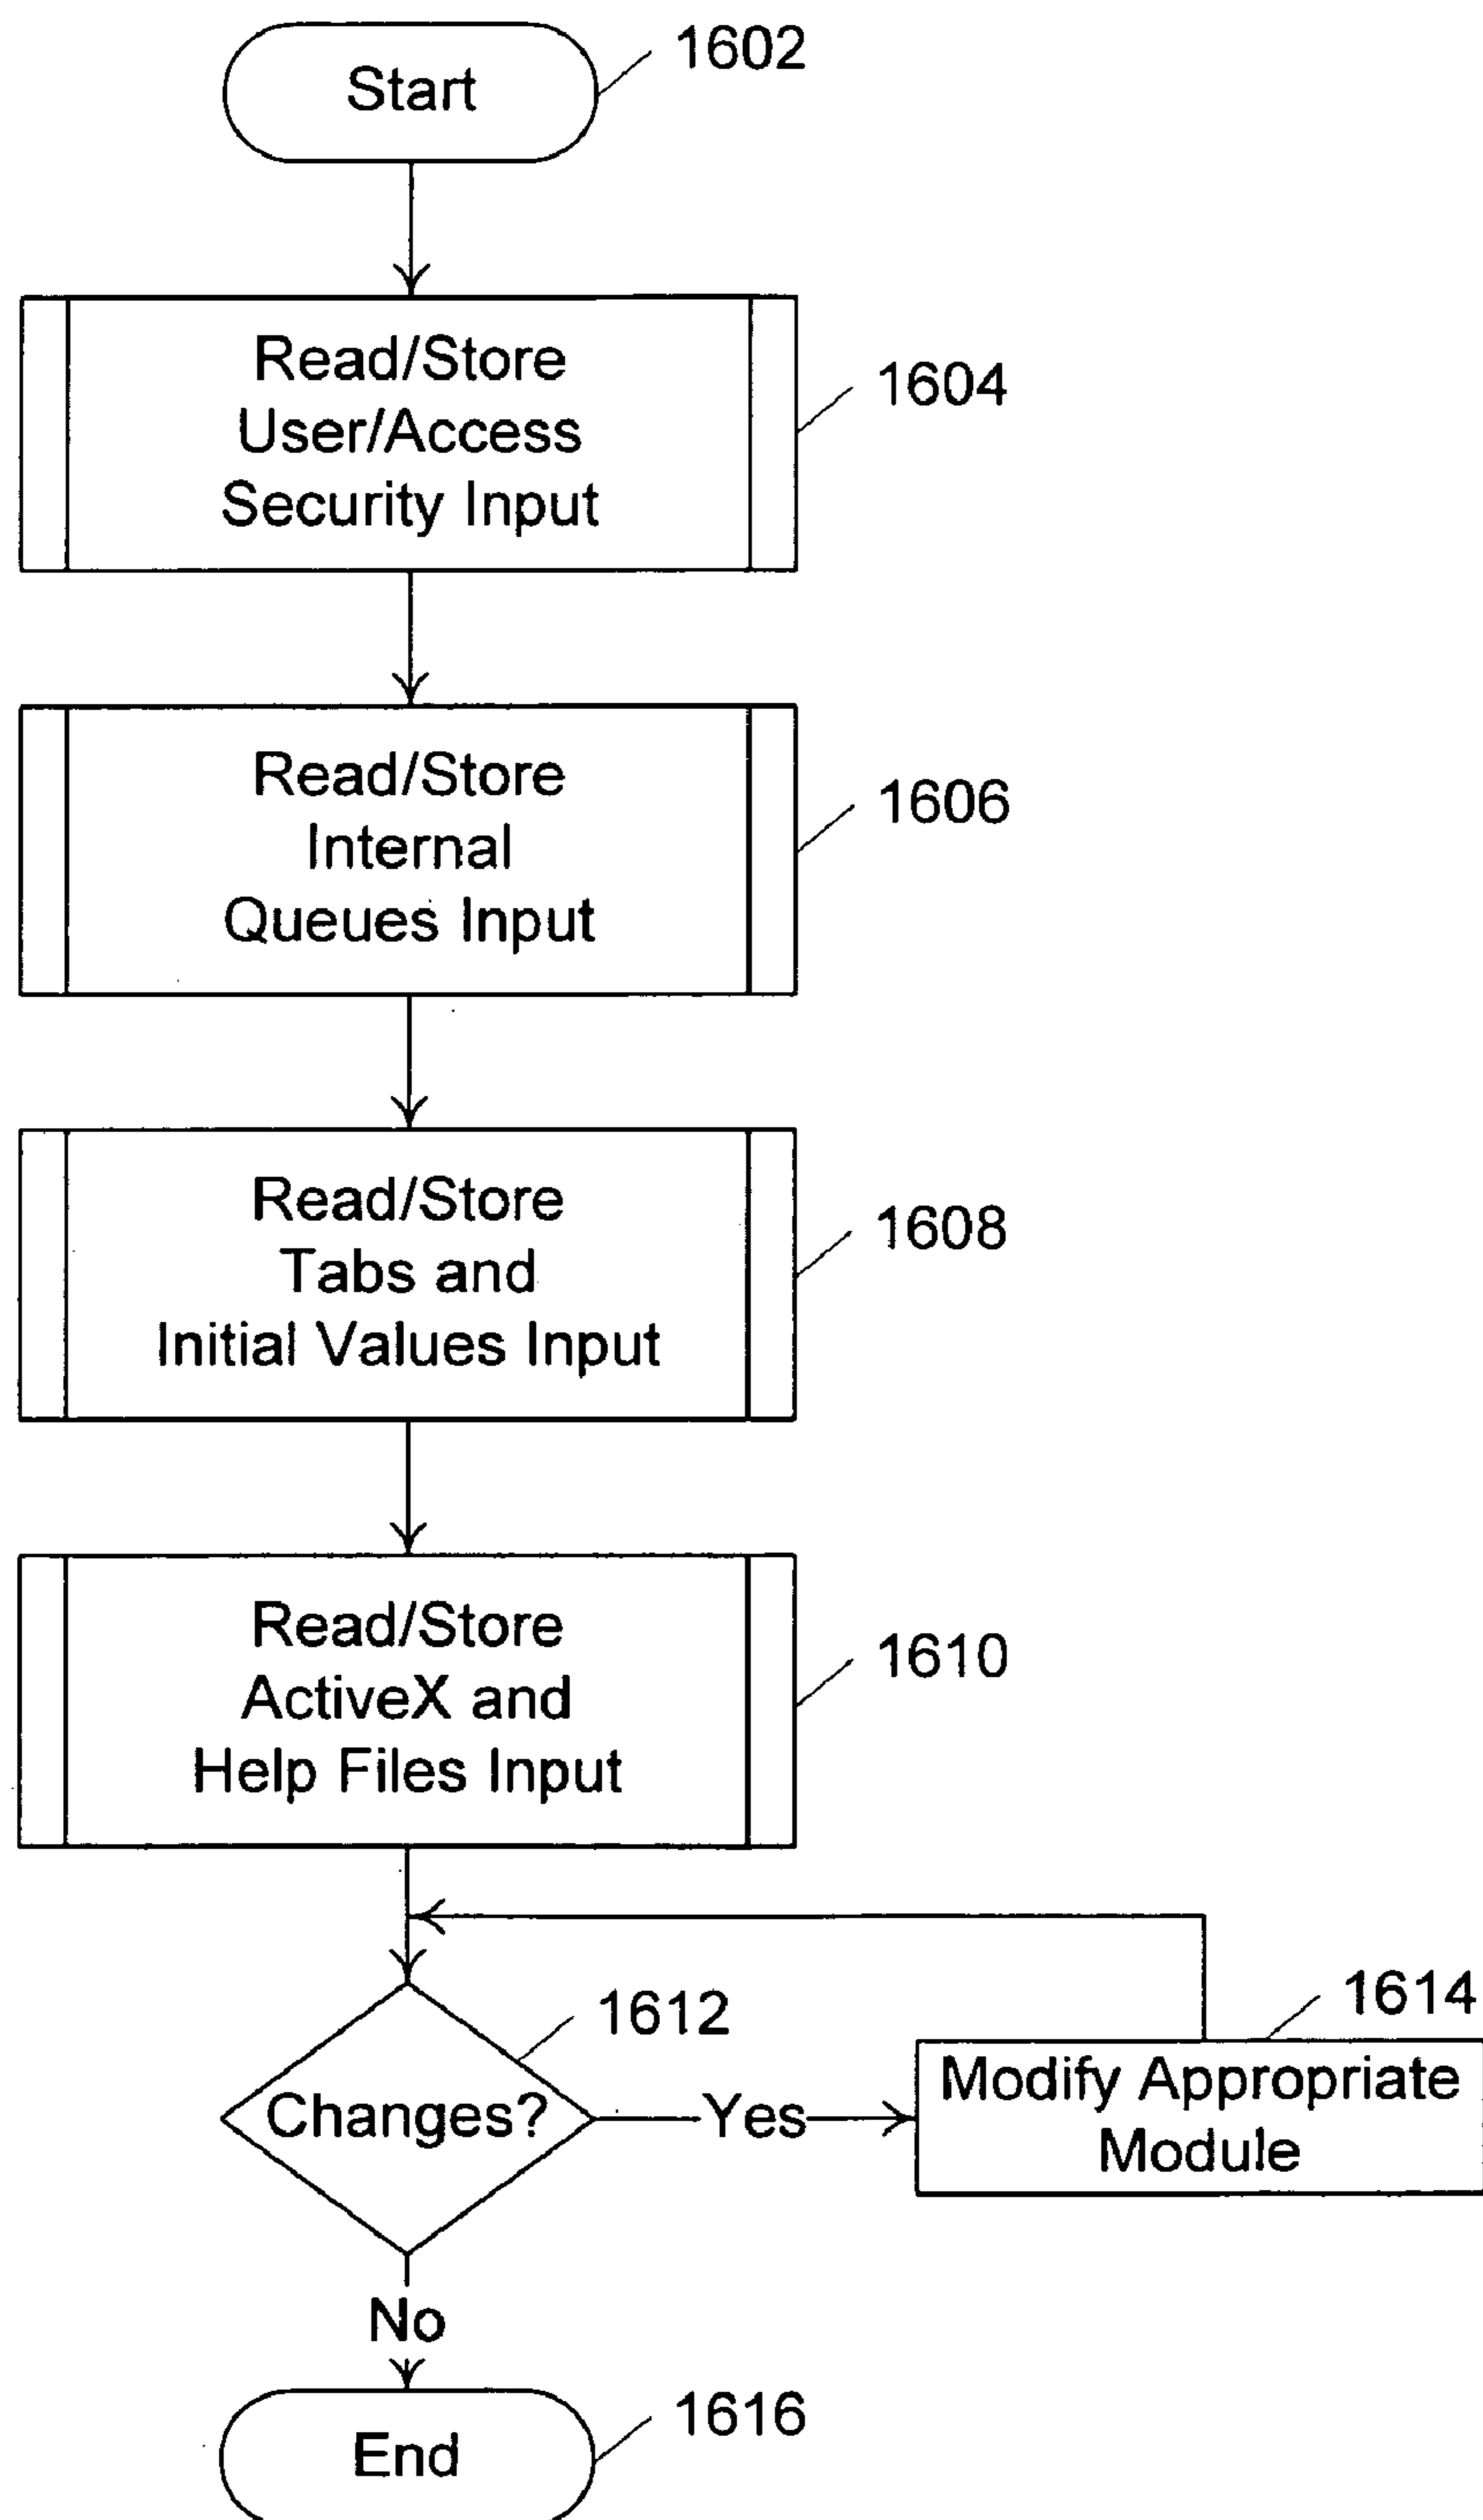 Start
1602
Read/Store
User/Access
Security Input
1604
Read/Store
Internal
Queues Input
1606
Read/Store
Tabs and
Initial Values Input
1608
Read/Store
ActiveX and
Help Files Input
1610
Changes?
1612
Yes
Modify Appropriate
Module
1614
No
End
1616